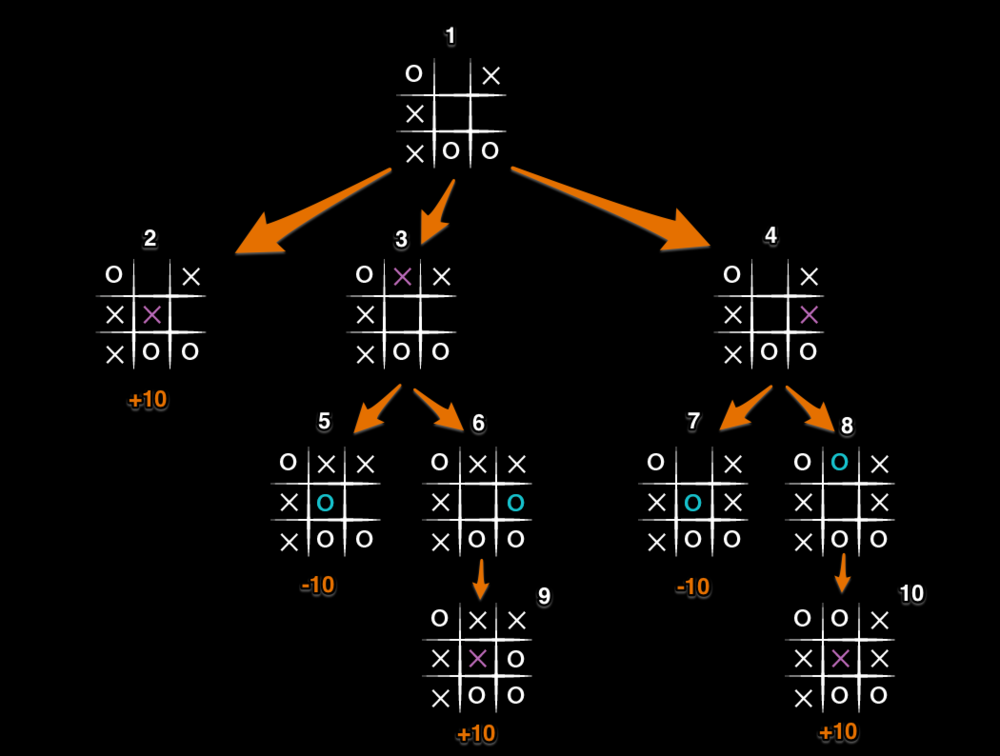 1
O X
X
X O O
2 3 4
O X O X X O X
X X X X X
X O O X O O X O O
+10
5 6 7 8
O X X O X X O X O O X
X O X O X O X X X
X O O X O O X O O X O O
-10 -10
9 10
O X X O O X
X X O X X X
X O O X O O
+10 +10